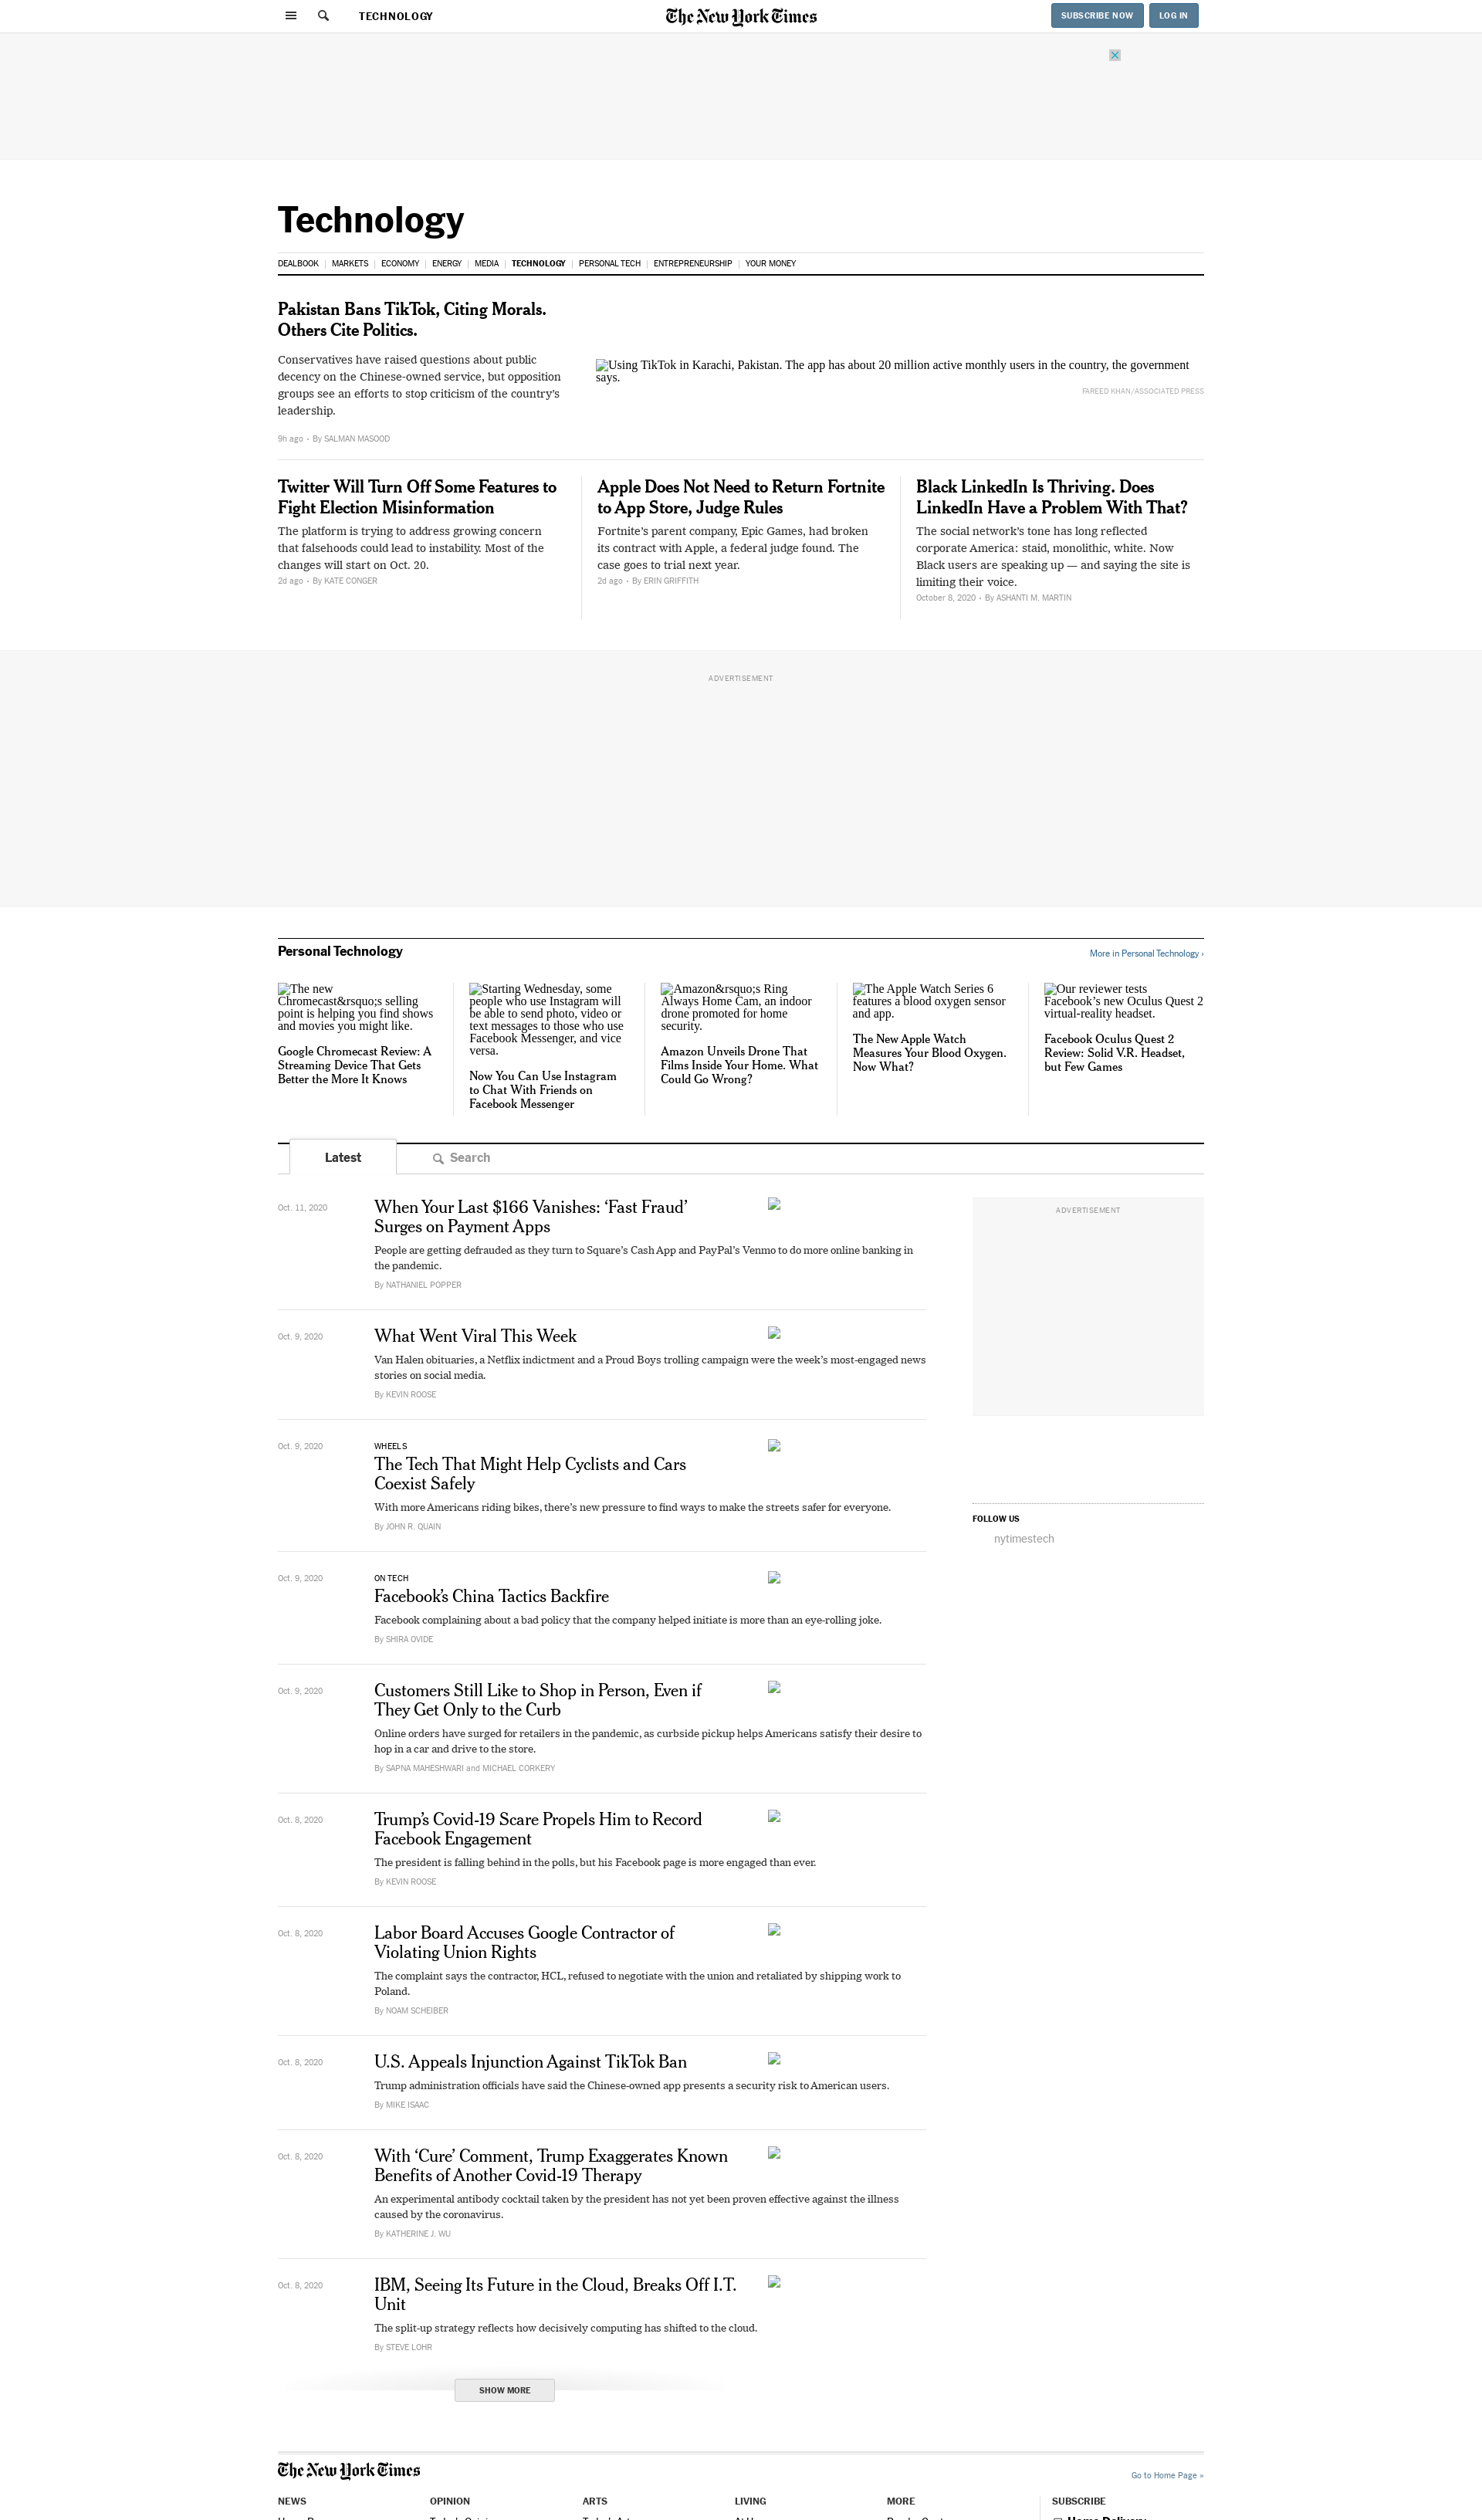 TECHNOLOGY
The New York Times
SUBSCRIBE NOW
LOG IN
Technology
DEALBOOK
MARKETS
ECONOMY
ENERGY
MEDIA
TECHNOLOGY
PERSONAL TECH
ENTREPRENEURSHIP
YOUR MONEY
Pakistan Bans TikTok, Citing Morals.
Others Cite Politics.
Conservatives have raised questions about public
decency on the Chinese-owned service, but opposition
groups see an efforts to stop criticism of the country's
leadership.
9h ago • By SALMAN MASOOD
Using TikTok in Karachi, Pakistan. The app has about 20 million active monthly users in the country, the government
says.
FAREED KHAN/ASSOCIATED PRESS
Twitter Will Turn Off Some Features to
Fight Election Misinformation
The platform is trying to address growing concern
that falsehoods could lead to instability. Most of the
changes will start on Oct. 20.
2d ago • By KATE CONGER
Apple Does Not Need to Return Fortnite
to App Store, Judge Rules
Fortnite's parent company, Epic Games, had broken
its contract with Apple, a federal judge found. The
case goes to trial next year.
2d ago • By ERIN GRIFFITH
Black LinkedIn Is Thriving. Does
LinkedIn Have a Problem With That?
The social network's tone has long reflected
corporate America: staid, monolithic, white. Now
Black users are speaking up — and saying the site is
limiting their voice.
October 8, 2020 • By ASHANTI M. MARTIN
ADVERTISEMENT
Personal Technology
More in Personal Technology ›
The new
Chromecast&rsquo;s selling
point is helping you find shows
and movies you might like.
Google Chromecast Review: A
Streaming Device That Gets
Better the More It Knows
Starting Wednesday, some
people who use Instagram will
be able to send photo, video or
text messages to those who use
Facebook Messenger, and vice
versa.
Now You Can Use Instagram
to Chat With Friends on
Facebook Messenger
Amazon&rsquo;s Ring
Always Home Cam, an indoor
drone promoted for home
security.
Amazon Unveils Drone That
Films Inside Your Home. What
Could Go Wrong?
The Apple Watch Series 6
features a blood oxygen sensor
and app.
The New Apple Watch
Measures Your Blood Oxygen.
Now What?
Our reviewer tests
Facebook's new Oculus Quest 2
virtual-reality headset.
Facebook Oculus Quest 2
Review: Solid V.R. Headset,
but Few Games
Latest
Search
Oct. 11, 2020
When Your Last $166 Vanishes: ‘Fast Fraud’
Surges on Payment Apps
People are getting defrauded as they turn to Square's Cash App and PayPal's Venmo to do more online banking in
the pandemic.
By NATHANIEL POPPER
ADVERTISEMENT
Oct. 9, 2020
What Went Viral This Week
Van Halen obituaries, a Netflix indictment and a Proud Boys trolling campaign were the week's most-engaged news
stories on social media.
By KEVIN ROOSE
Oct. 9, 2020
WHEELS
The Tech That Might Help Cyclists and Cars
Coexist Safely
With more Americans riding bikes, there's new pressure to find ways to make the streets safer for everyone.
By JOHN R. QUAIN
FOLLOW US
nytimestech
Oct. 9, 2020
ON TECH
Facebook's China Tactics Backfire
Facebook complaining about a bad policy that the company helped initiate is more than an eye-rolling joke.
By SHIRA OVIDE
Oct. 9, 2020
Customers Still Like to Shop in Person, Even if
They Get Only to the Curb
Online orders have surged for retailers in the pandemic, as curbside pickup helps Americans satisfy their desire to
hop in a car and drive to the store.
By SAPNA MAHESHWARI and MICHAEL CORKERY
Oct. 8, 2020
Trump's Covid-19 Scare Propels Him to Record
Facebook Engagement
The president is falling behind in the polls, but his Facebook page is more engaged than ever.
By KEVIN ROOSE
Oct. 8, 2020
Labor Board Accuses Google Contractor of
Violating Union Rights
The complaint says the contractor, HCL, refused to negotiate with the union and retaliated by shipping work to
Poland.
By NOAM SCHEIBER
Oct. 8, 2020
U.S. Appeals Injunction Against TikTok Ban
Trump administration officials have said the Chinese-owned app presents a security risk to American users.
By MIKE ISAAC
Oct. 8, 2020
With ‘Cure’ Comment, Trump Exaggerates Known
Benefits of Another Covid-19 Therapy
An experimental antibody cocktail taken by the president has not yet been proven effective against the illness
caused by the coronavirus.
By KATHERINE J. WU
Oct. 8, 2020
IBM, Seeing Its Future in the Cloud, Breaks Off I.T.
Unit
The split-up strategy reflects how decisively computing has shifted to the cloud.
By STEVE LOHR
SHOW MORE
The New York Times
Go to Home Page »
NEWS
OPINION
ARTS
LIVING
MORE
SUBSCRIBE